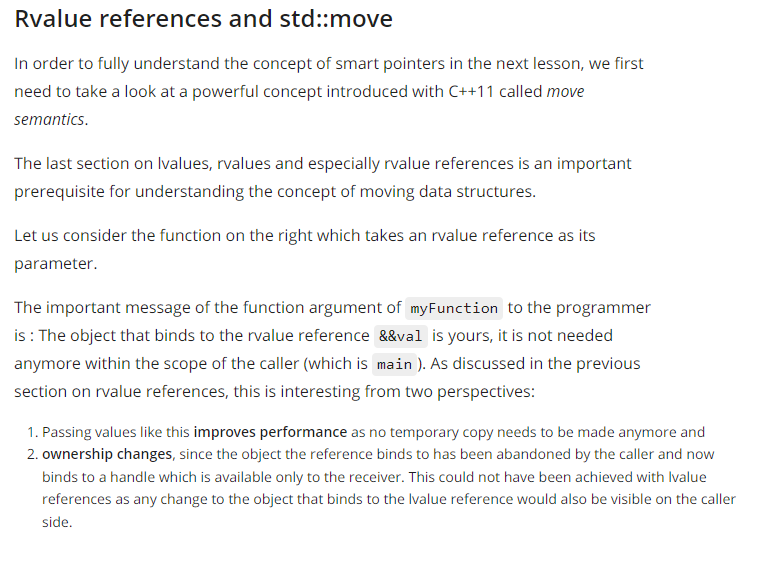 Rvalue references and std::move
In order to fully understand the concept of smart pointers in the next lesson, we first
need to take a look at a powerful concept introduced with C++11 called move
semantics.
The last section on lvalues, rvalues and especially rvalue references is an important
prerequisite for understanding the concept of moving data structures.
Let us consider the function on the right which takes an rvalue reference as its
parameter.
The important message of the function argument of myFunction to the programmer
is : The object that binds to the rvalue reference &&val is yours, it is not needed
anymore within the scope of the caller (which is main ). As discussed in the previous
section on rvalue references, this is interesting from two perspectives:
1. Passing values like this improves performance as no temporary copy needs to be made anymore and
2. ownership changes, since the object the reference binds to has been abandoned by the caller and now
binds to a handle which is available only to the receiver. This could not have been achieved with lvalue
references as any change to the object that binds to the lvalue reference would also be visible on the caller
side.